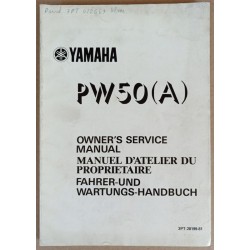 YAMAHA
PW50(A)
OWNER'S SERVICE
MANUAL
MANUEL D'ATELIER DU
PROPRIETAIRE
FAHRER-UND
WARTUNGS-HANDBUCH